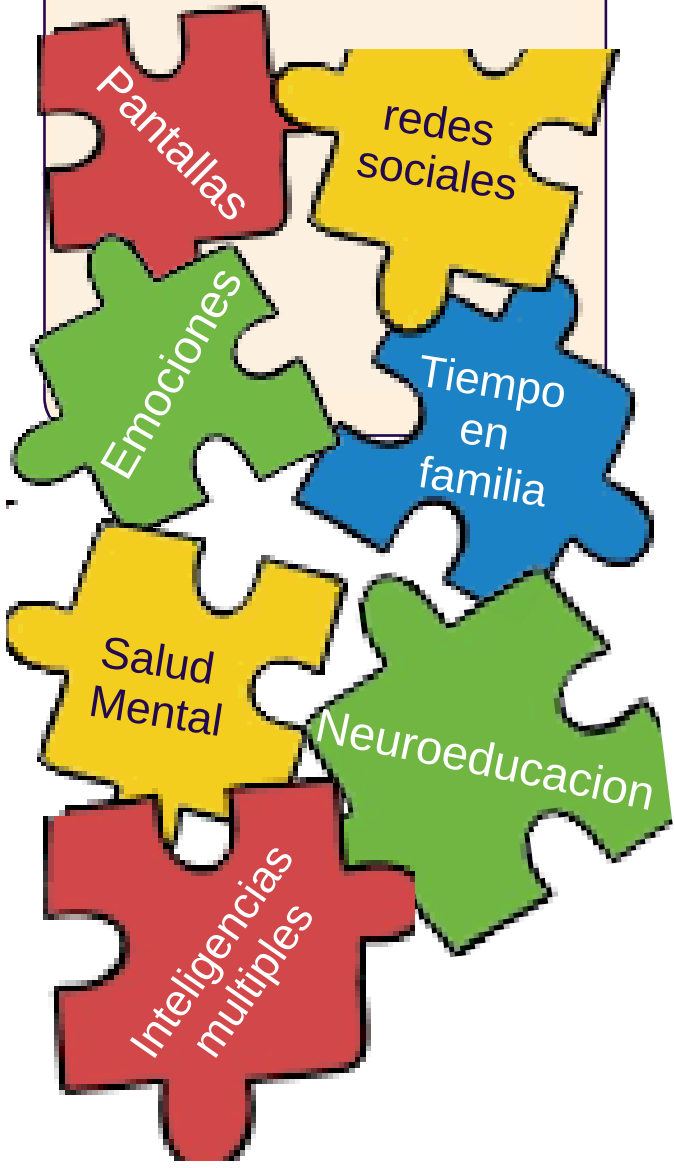 Pantallas
redes
sociales
Emociones
Tiempo
en
familia
Salud
Mental
Neuroeducacion
Inteligencias
multiples